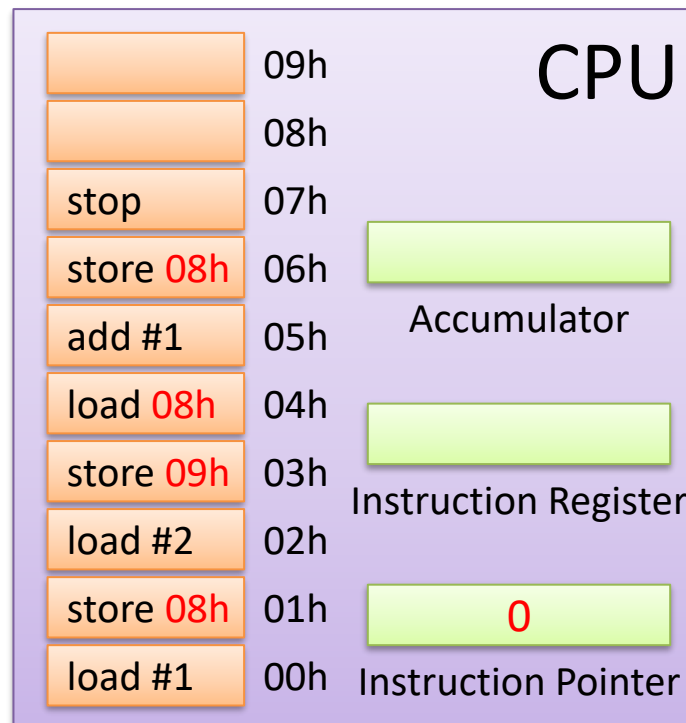 CPU
09h
08h
stop 07h
store 08h 06h
add #1 05h
load 08h 04h
store 09h 03h
load #2 02h
store 08h 01h
load #1 00h
Accumulator
Instruction Register
0
Instruction Pointer